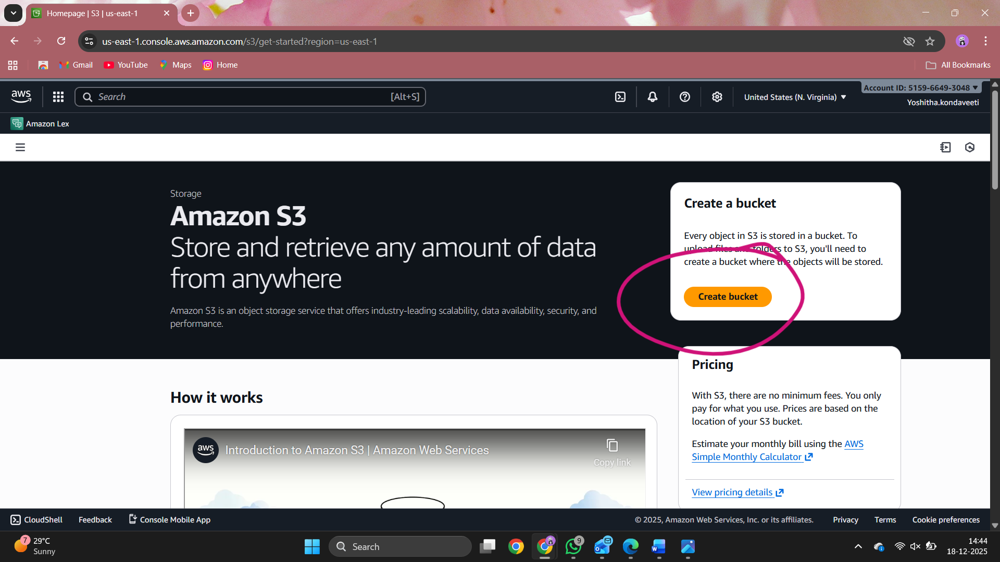 Homepage | S3 | us-east-1
us-east-1.console.aws.amazon.com/s3/get-started?region=us-east-1
Gmail
YouTube
Maps
Home
All Bookmarks
aws
Search
[Alt+S]
United States (N. Virginia)
Account ID: 5159-6649-3048
Yoshitha.kondaveeti
Amazon Lex
Storage
Amazon S3
Store and retrieve any amount of data
from anywhere
Amazon S3 is an object storage service that offers industry-leading scalability, data availability, security, and
performance.
Create a bucket
Every object in S3 is stored in a bucket. To
upload files and folders to S3, you'll need to
create a bucket where the objects will be stored.
Create bucket
Pricing
With S3, there are no minimum fees. You only
pay for what you use. Prices are based on the
location of your S3 bucket.
Estimate your monthly bill using the AWS
Simple Monthly Calculator
View pricing details
How it works
aws
Introduction to Amazon S3 | Amazon Web Services
Copy link
CloudShell
Feedback
Console Mobile App
© 2025, Amazon Web Services, Inc. or its affiliates.
Privacy
Terms
Cookie preferences
7
29°C
Sunny
Search
9
14:44
18-12-2025